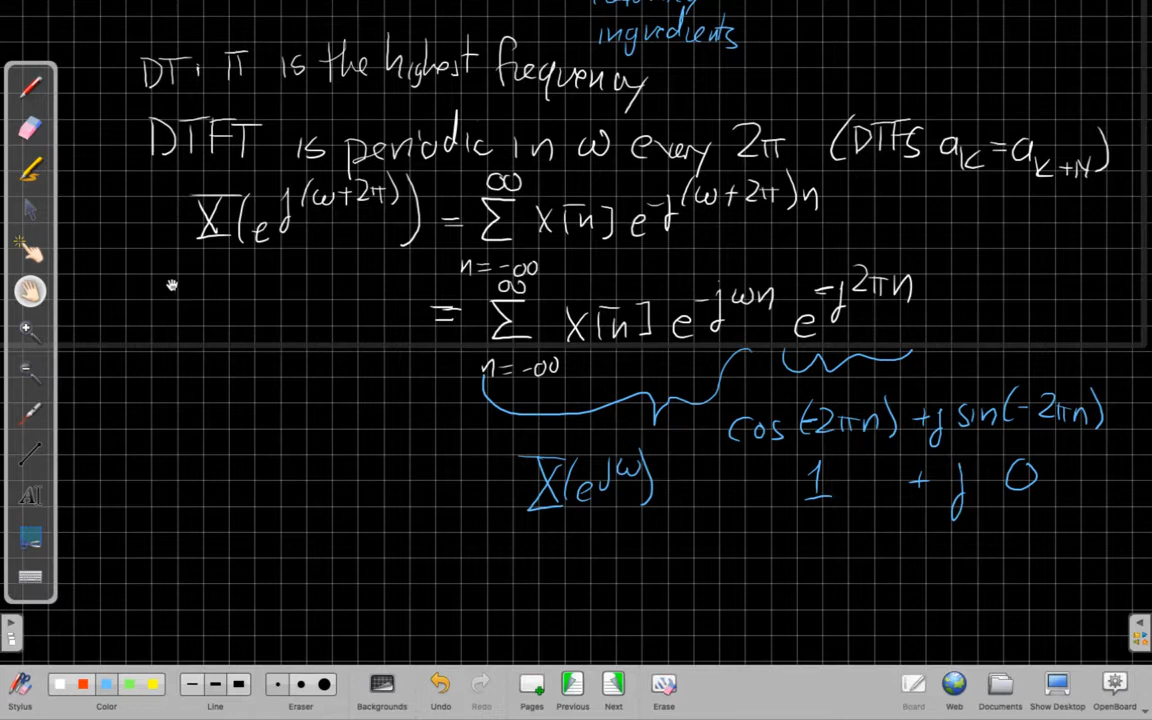 ingredients
DT: π is the highest frequency
DTFT is periodic in ω every 2π (DTFS a_k = a_{k+N})
X(e^{j(ω+2π)}) = ∑_{n=-∞}^{∞} x[n] e^{-j(ω+2π)n}
= ∑_{n=-∞}^{∞} x[n] e^{-jωn} e^{-j2πn}
cos(-2πn) + j sin(-2πn)
X(e^{jω}) 1 + j 0
Stylus Color Line Eraser Backgrounds Undo Redo Pages Previous Next Erase Board Web Documents Show Desktop OpenBoard